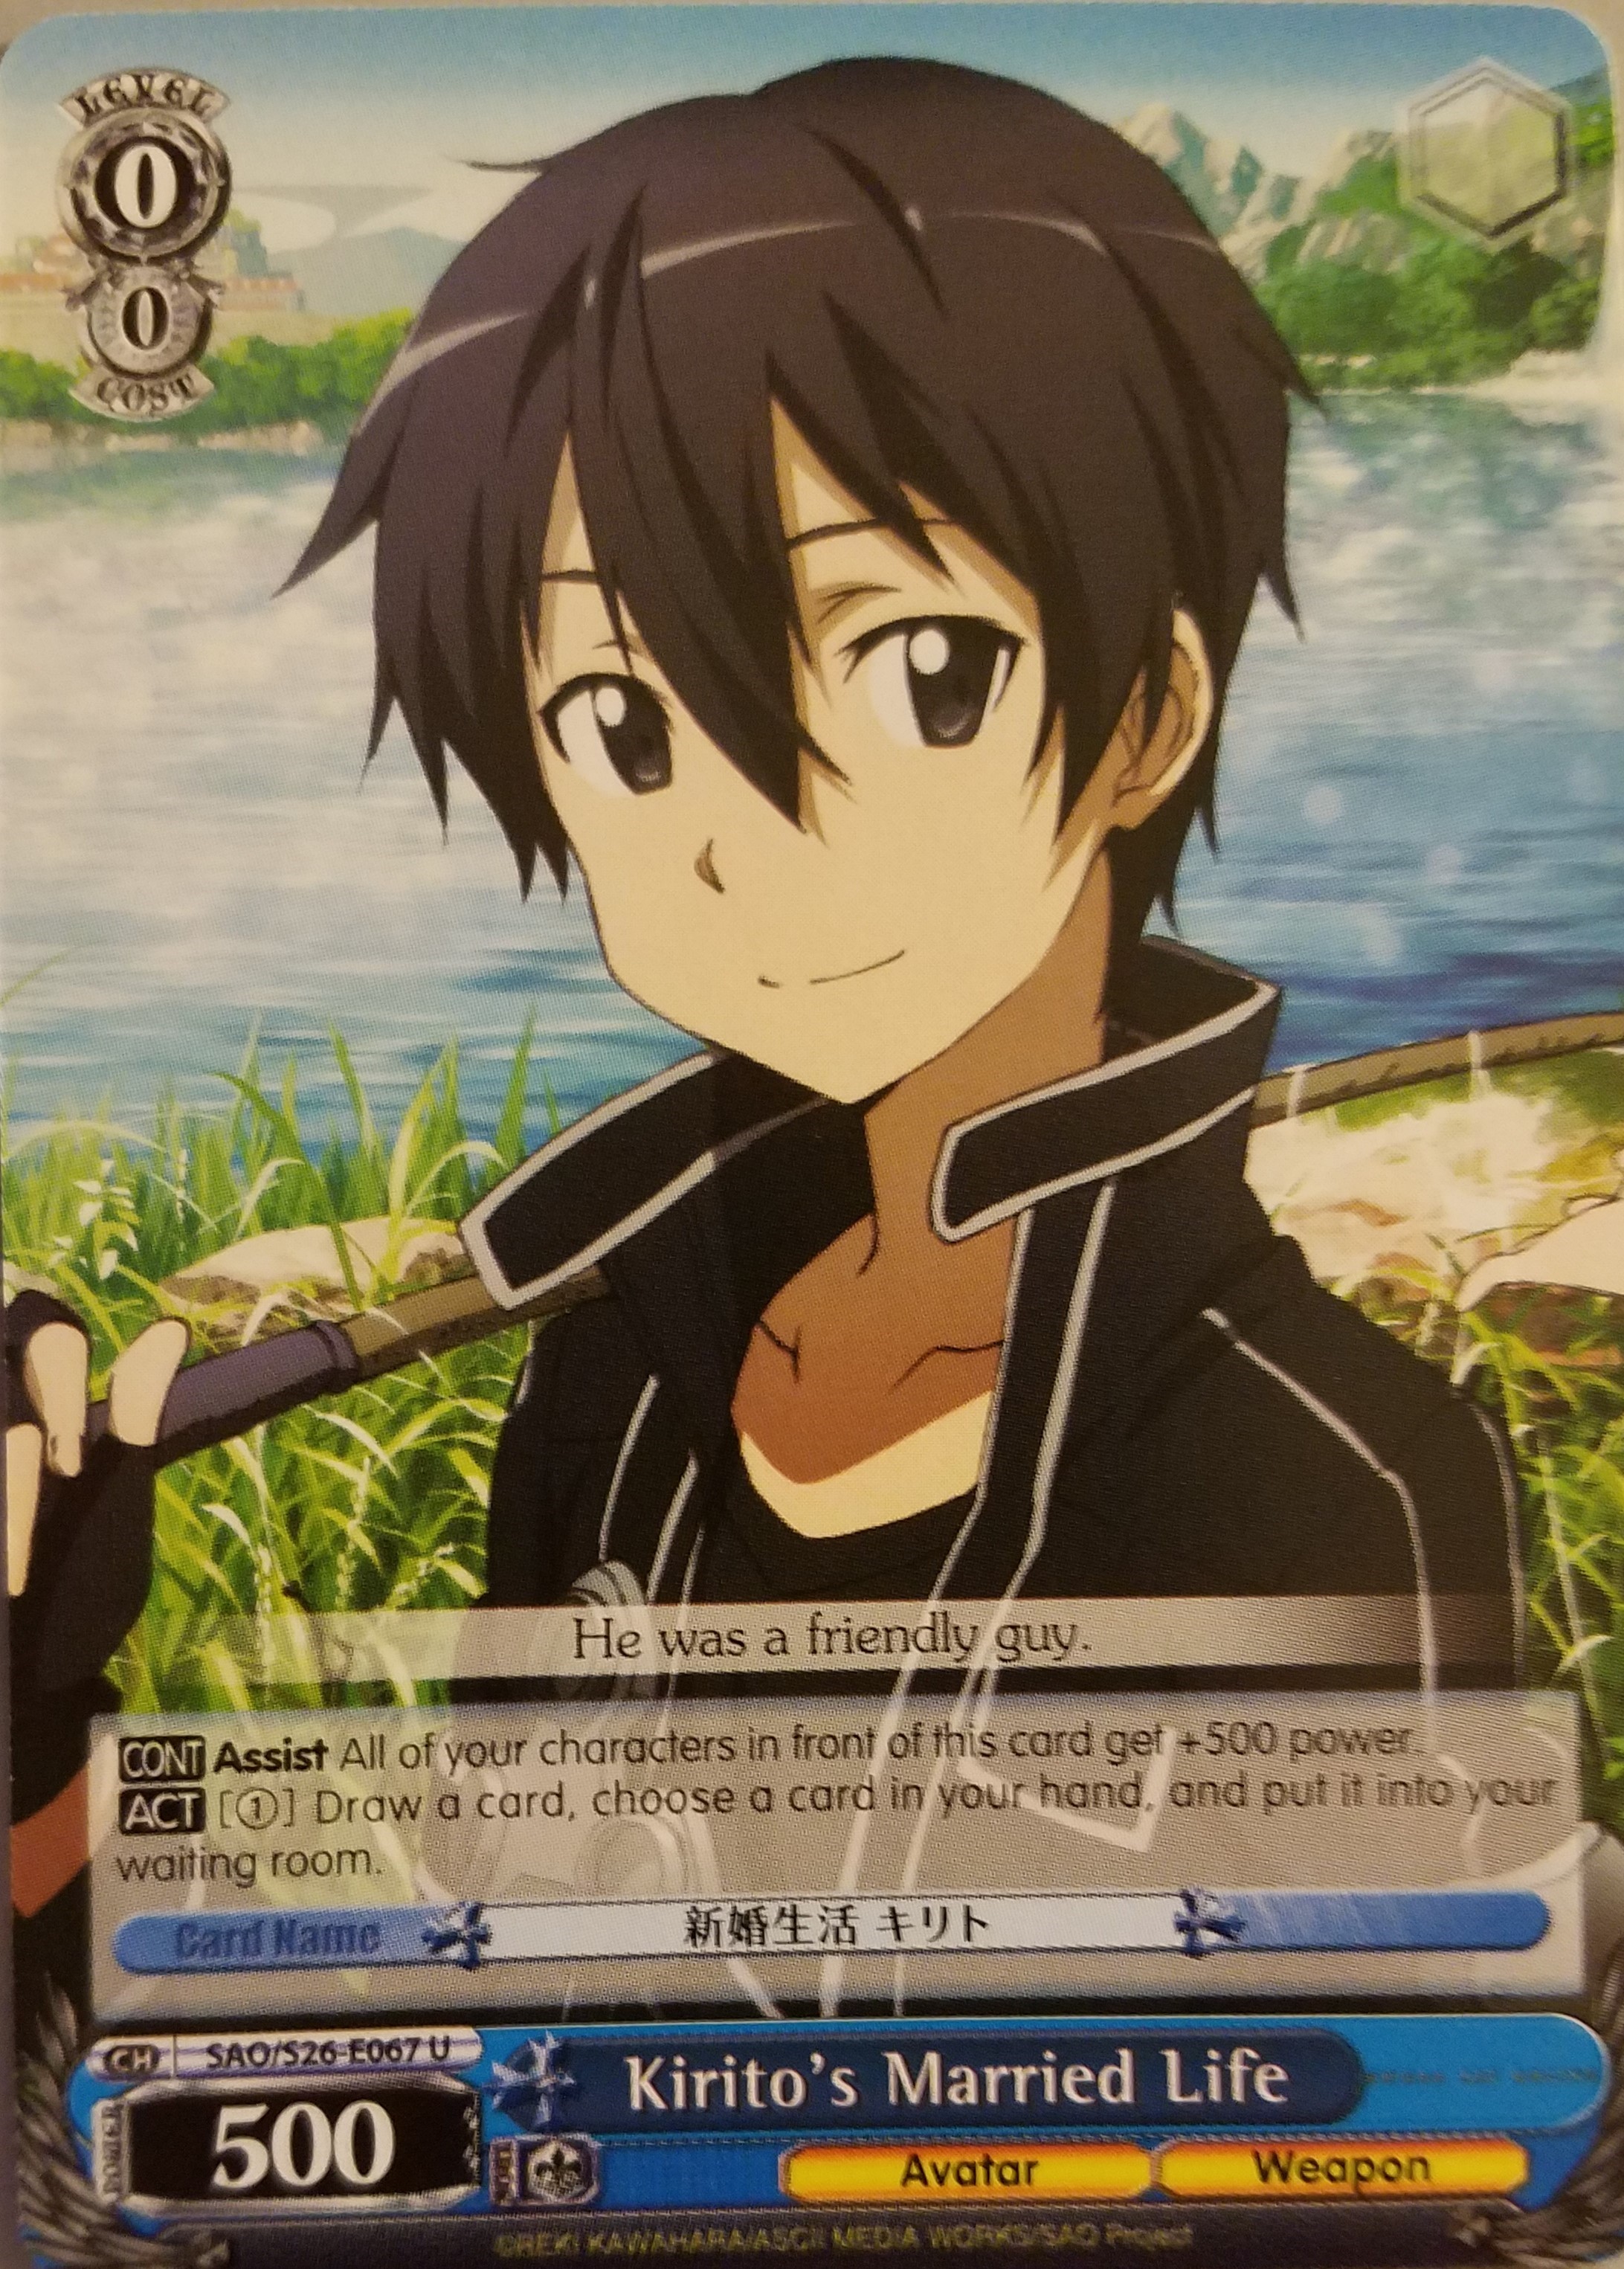 LEVEL
0
0
COST
He was a friendly guy.
CONT Assist All of your characters in front of this card get +500 power.
ACT [①] Draw a card, choose a card in your hand, and put it into your
waiting room.
Card Name 新婚生活 キリト
CH SAO/S26-E067 U
Kirito's Married Life
POWER 500
SOUL
Avatar Weapon
©REKI KAWAHARA/ASCII MEDIA WORKS/SAO Project